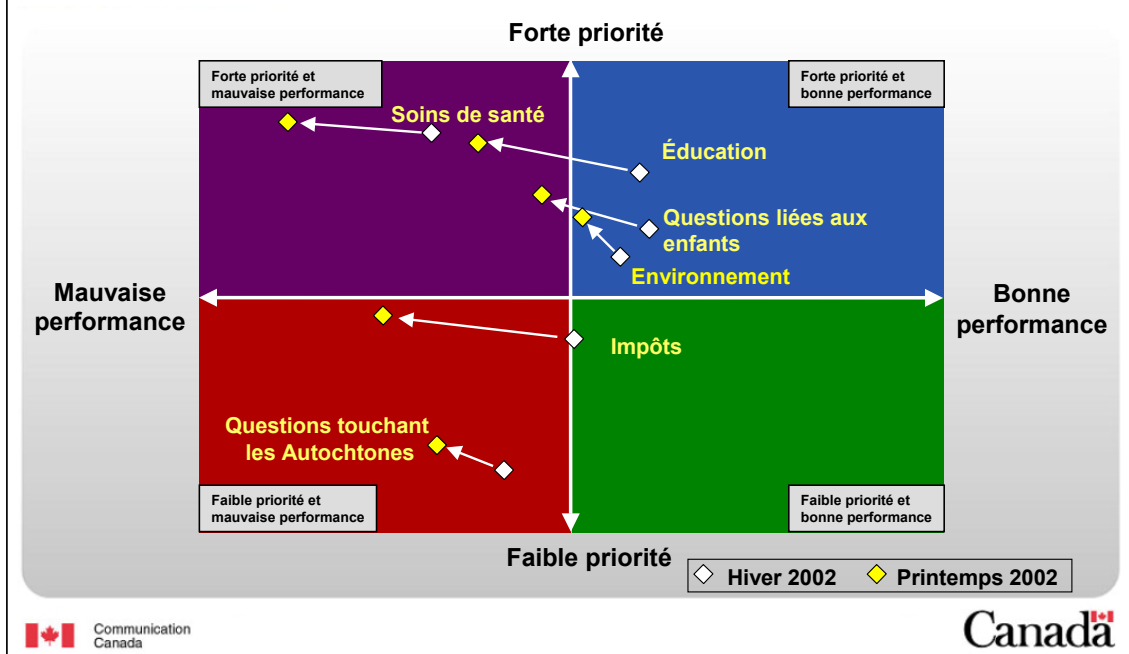 Forte priorité
Forte priorité et
mauvaise performance
Forte priorité et
bonne performance
Soins de santé
Éducation
Questions liées aux
enfants
Environnement
Mauvaise
performance
Bonne
performance
Impôts
Questions touchant
les Autochtones
Faible priorité et
mauvaise performance
Faible priorité et
bonne performance
Faible priorité
Hiver 2002
Printemps 2002
Communication
Canada
Canada